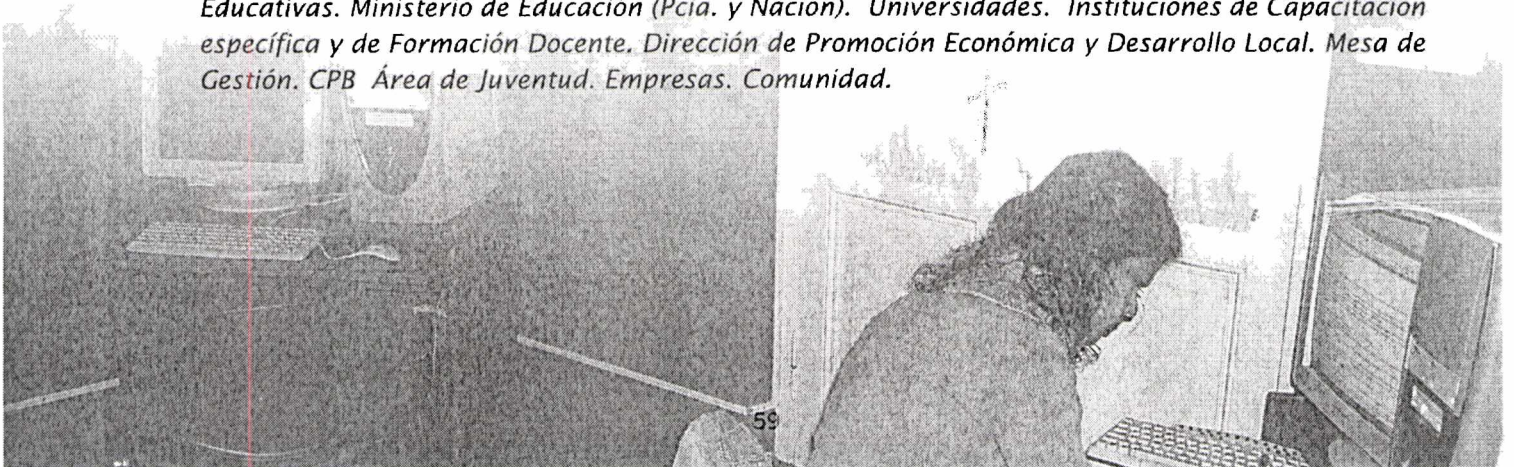 Educativas. Ministerio de Educación (Pcia. y Nación). Universidades. Instituciones de Capacitación
específica y de Formación Docente. Dirección de Promoción Económica y Desarrollo Local. Mesa de
Gestión. CPB Área de Juventud. Empresas. Comunidad.
59